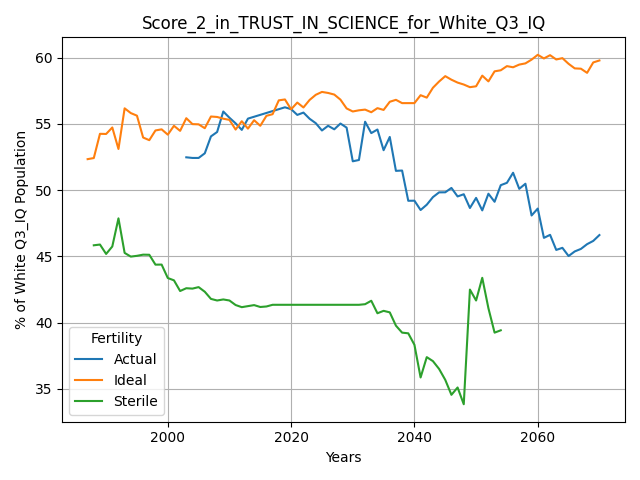 Score_2_in_TRUST_IN_SCIENCE_for_White_Q3_IQ
% of White Q3_IQ Population
60
55
50
45
40
35
Fertility
Actual
Ideal
Sterile
2000
2020
2040
2060
Years